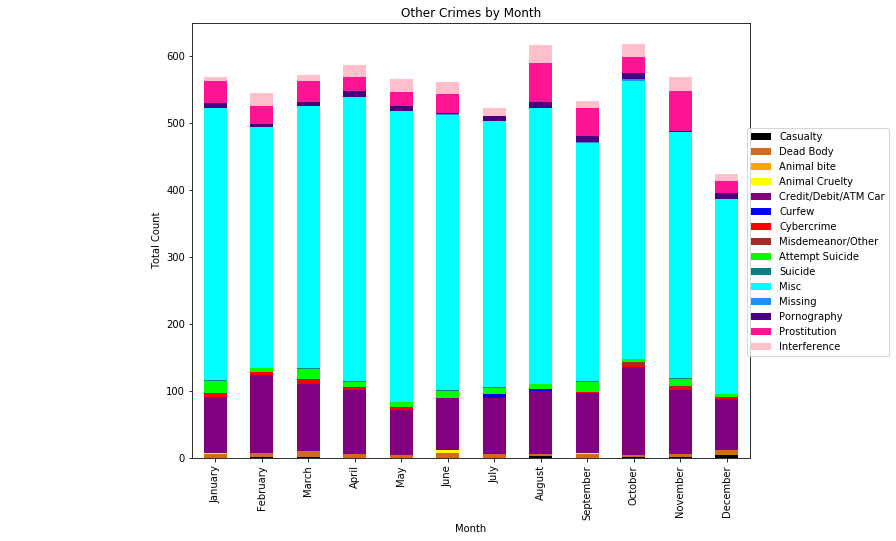 Other Crimes by Month
Total Count
600
500
400
300
200
100
0
January
February
March
April
May
June
July
August
September
October
November
December
Month
Casualty
Dead Body
Animal bite
Animal Cruelty
Credit/Debit/ATM Car
Curfew
Cybercrime
Misdemeanor/Other
Attempt Suicide
Suicide
Misc
Missing
Pornography
Prostitution
Interference